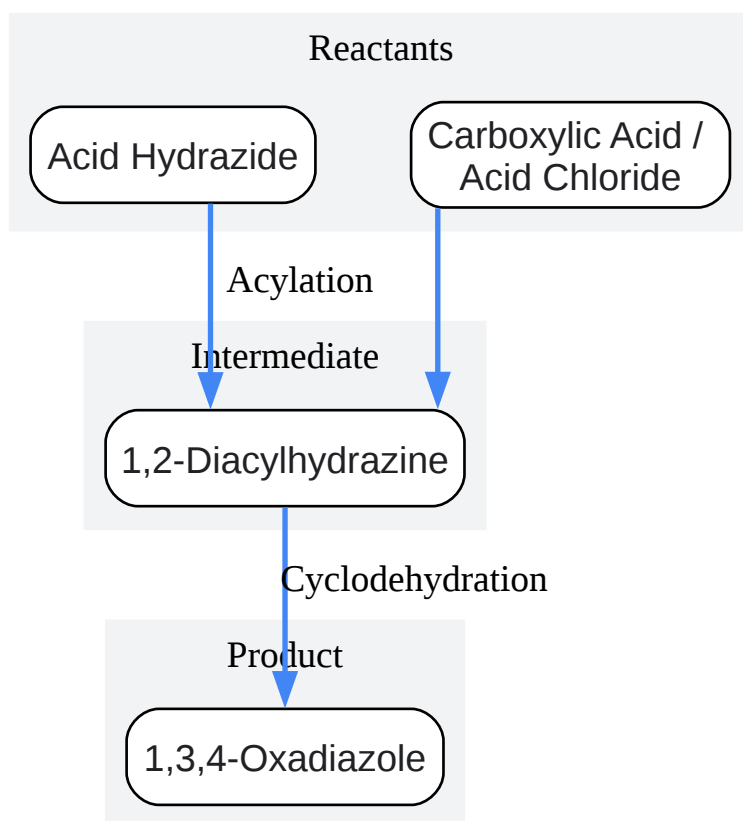 Reactants
Acid Hydrazide
Carboxylic Acid /
Acid Chloride
Acylation
Intermediate
1,2-Diacylhydrazine
Cyclodehydration
Product
1,3,4-Oxadiazole